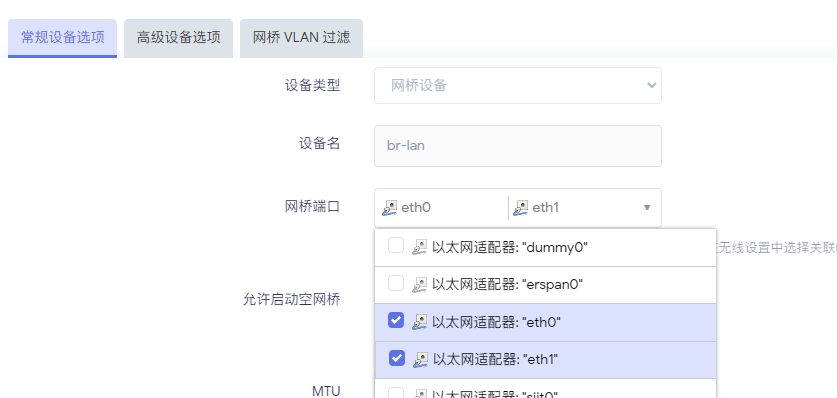 常规设备选项 高级设备选项 网桥 VLAN 过滤
设备类型 网桥设备
设备名 br-lan
网桥端口 eth0 eth1
无线设置中选择关联
以太网适配器: "dummy0"
以太网适配器: "erspan0"
允许启动空网桥
以太网适配器: "eth0"
以太网适配器: "eth1"
MTU
以太网适配器: "sit0"